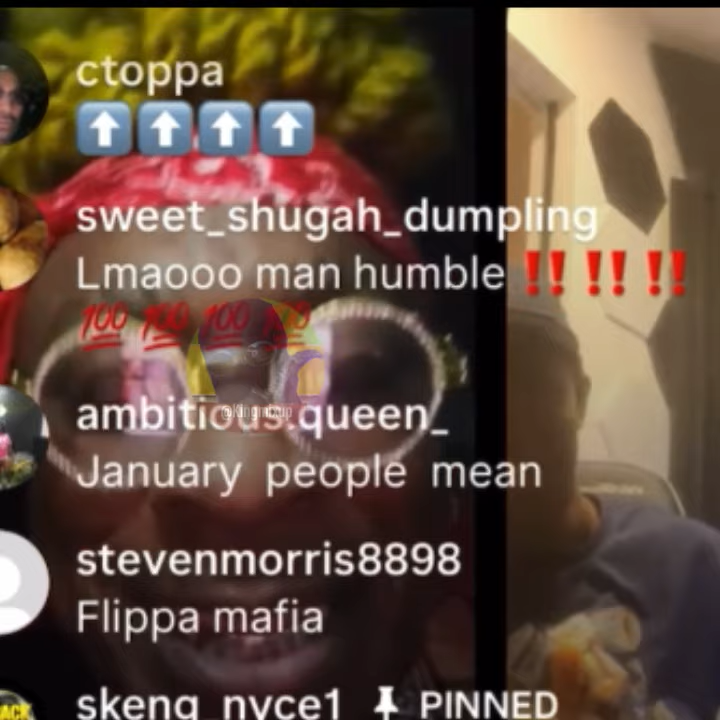 ctoppa
⬆️⬆️⬆️⬆️
sweet_shugah_dumpling
Lmaooo man humble‼️‼️‼️
💯💯💯💯
ambitious.queen_
January people mean
stevenmorris8898
Flippa mafia
skeng_nyce1 📌 PINNED